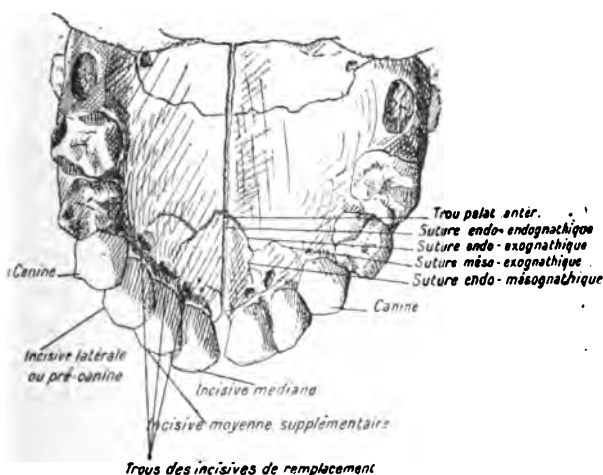 Trou palat antér.
Suture endo-endognathique
Suture endo-exognathique
Suture méso-exognathique
Suture endo-mésognathique
Canine
Canine
Incisive latérale
ou pré-canine
Incisive médiane
Incisive moyenne supplémentaire
Trous des incisives de remplacement